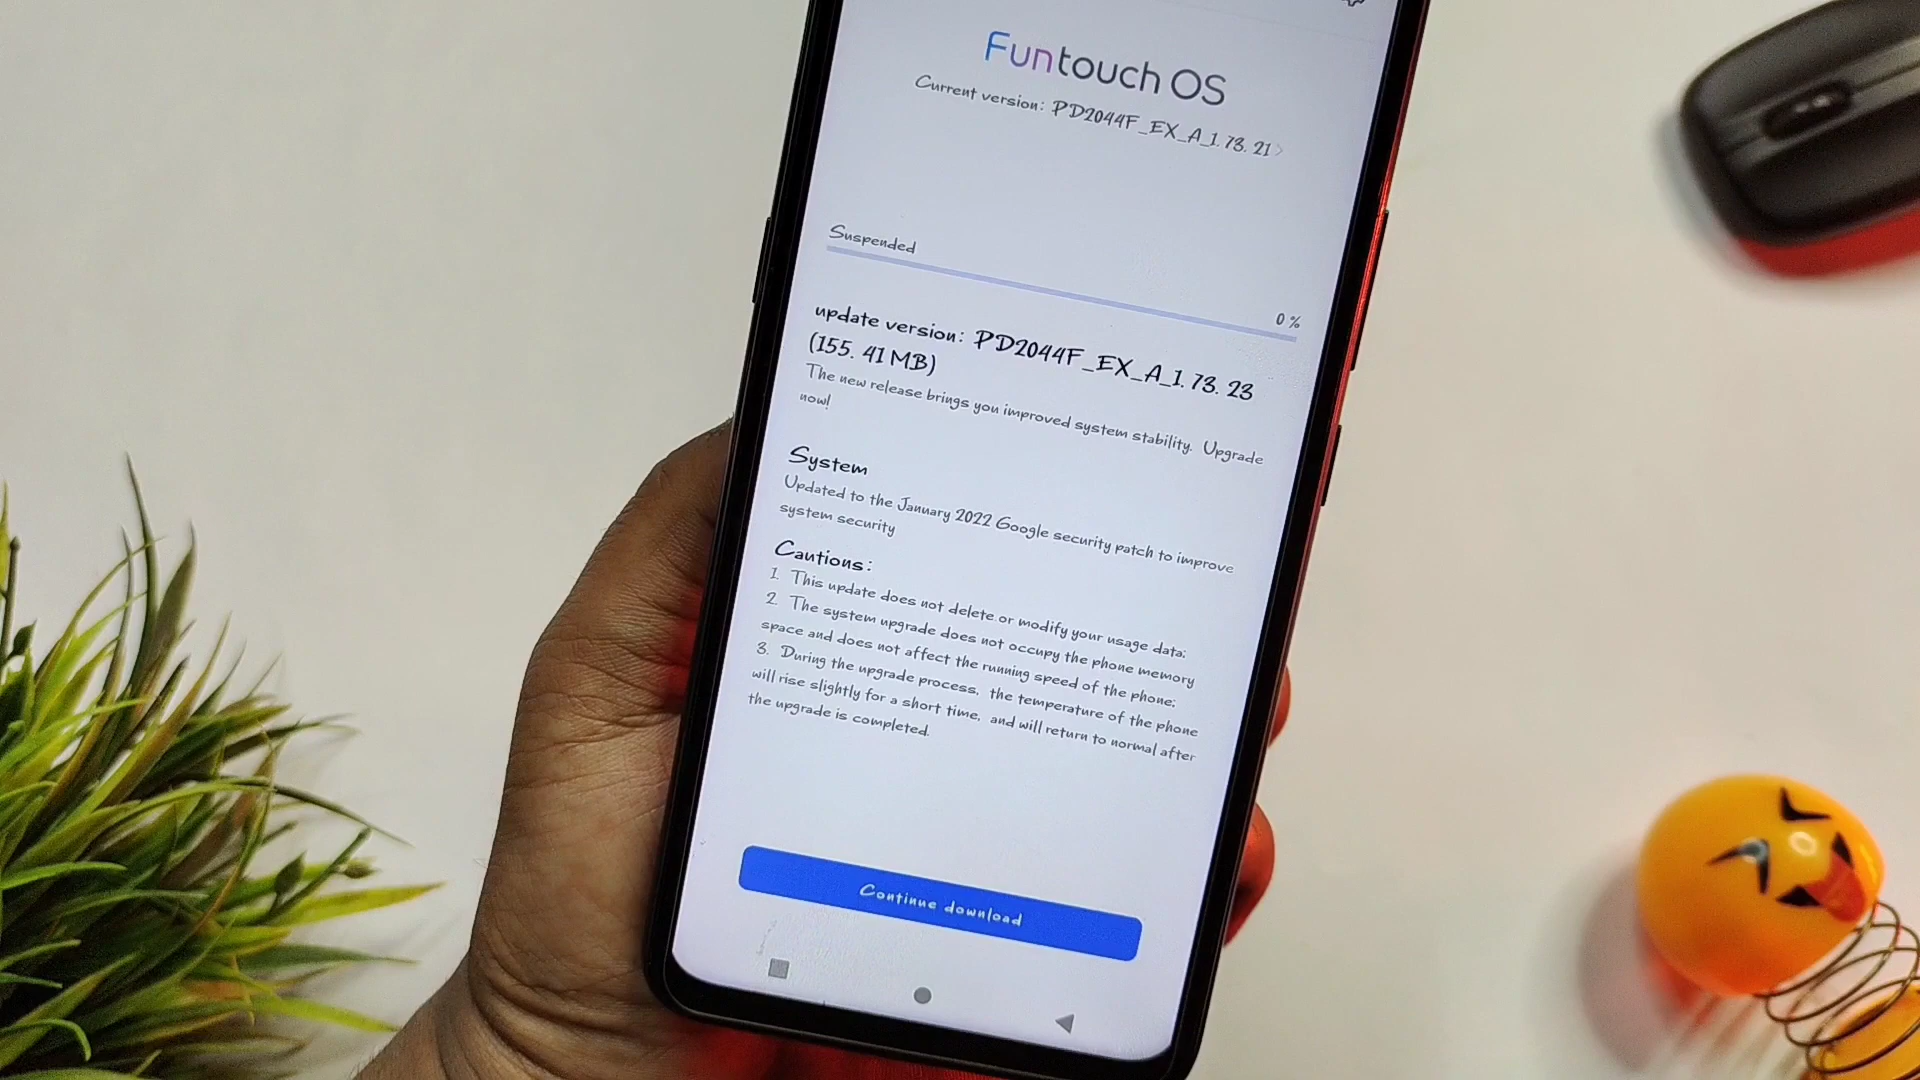 Funtouch OS
Current version: PD2044F_EX_A_1. 73. 21
Suspended
0 %
update version: PD2044F_EX_A_1. 73. 23
(155. 41 MB)
The new release brings you improved system stability. Upgrade
now!
System
Updated to the January 2022 Google security patch to improve
system security
Cautions:
1. This update does not delete or modify your usage data;
2. The system upgrade does not occupy the phone memory
space and does not affect the running speed of the phone;
3. During the upgrade process, the temperature of the phone
will rise slightly for a short time, and will return to normal after
the upgrade is completed.
Continue download